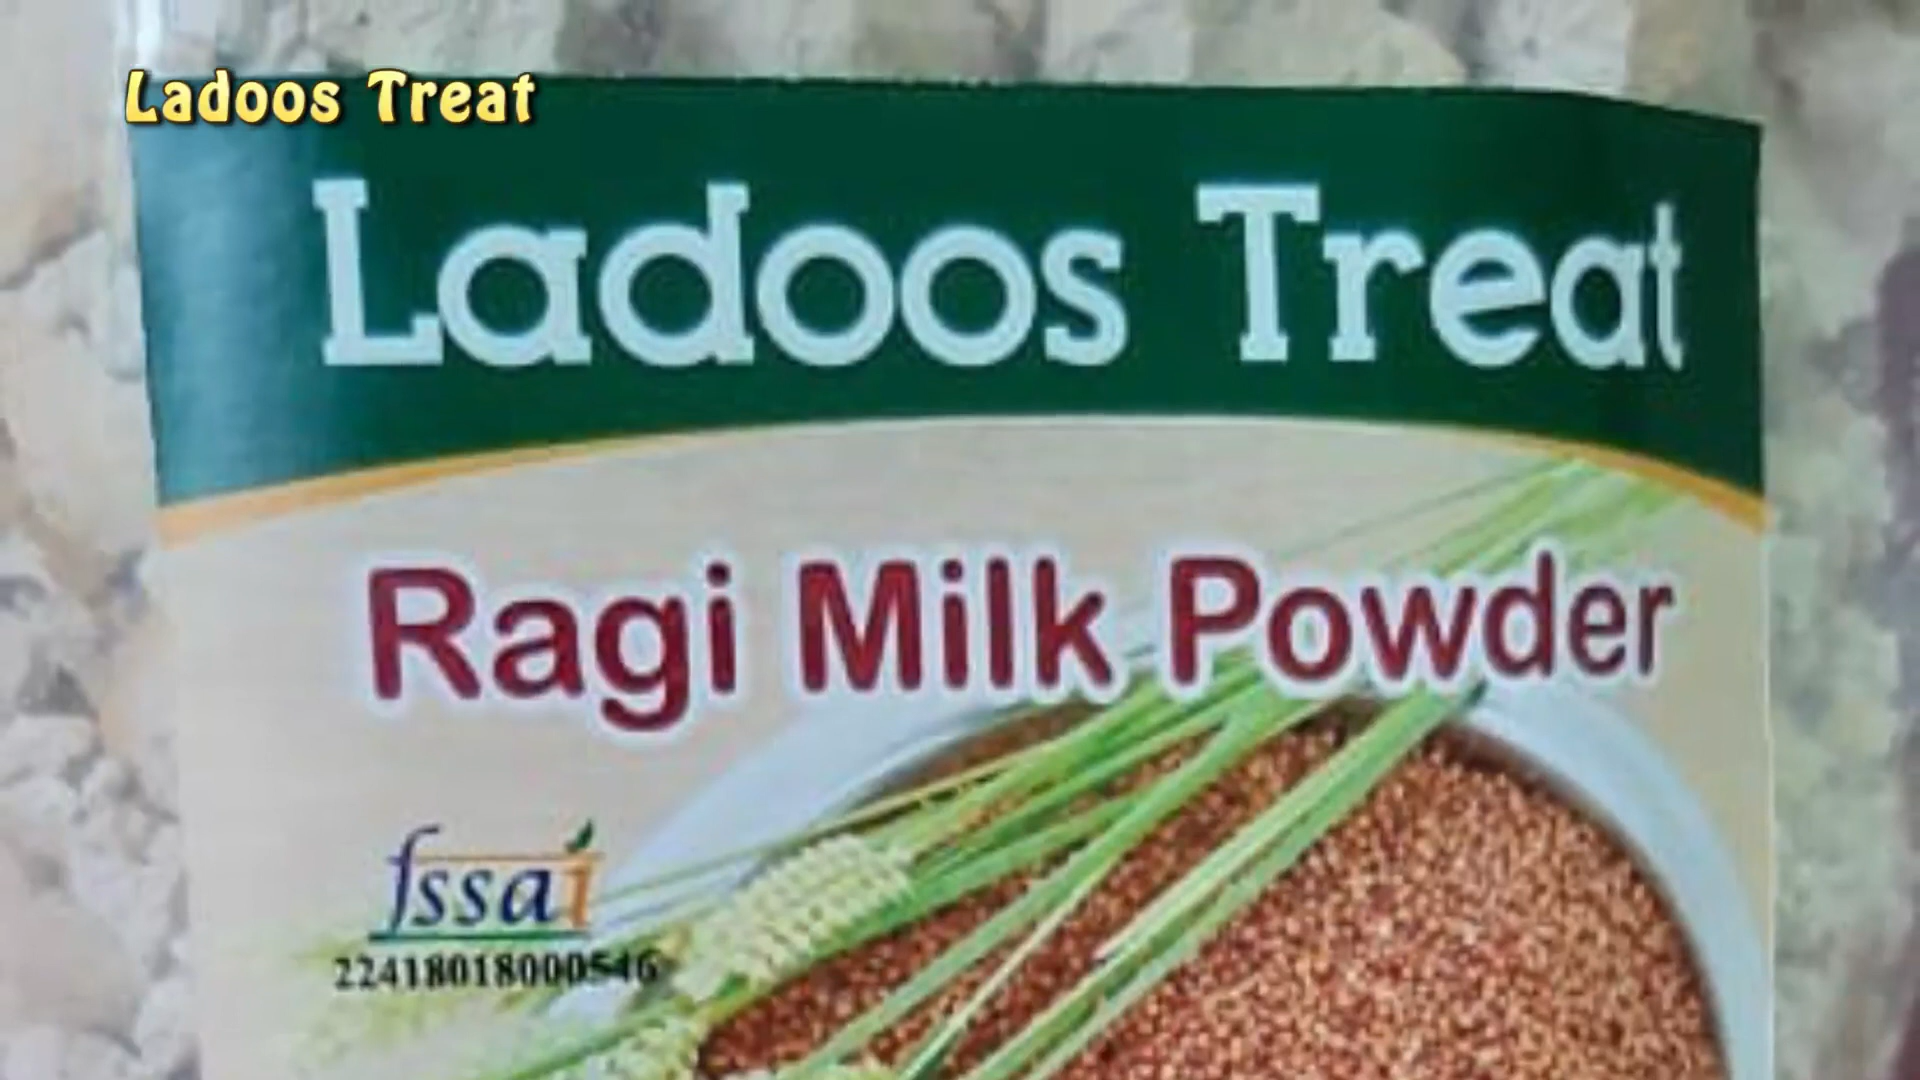 Ladoos Treat
Ladoos Treat
Ragi Milk Powder
fssai
22418018000546